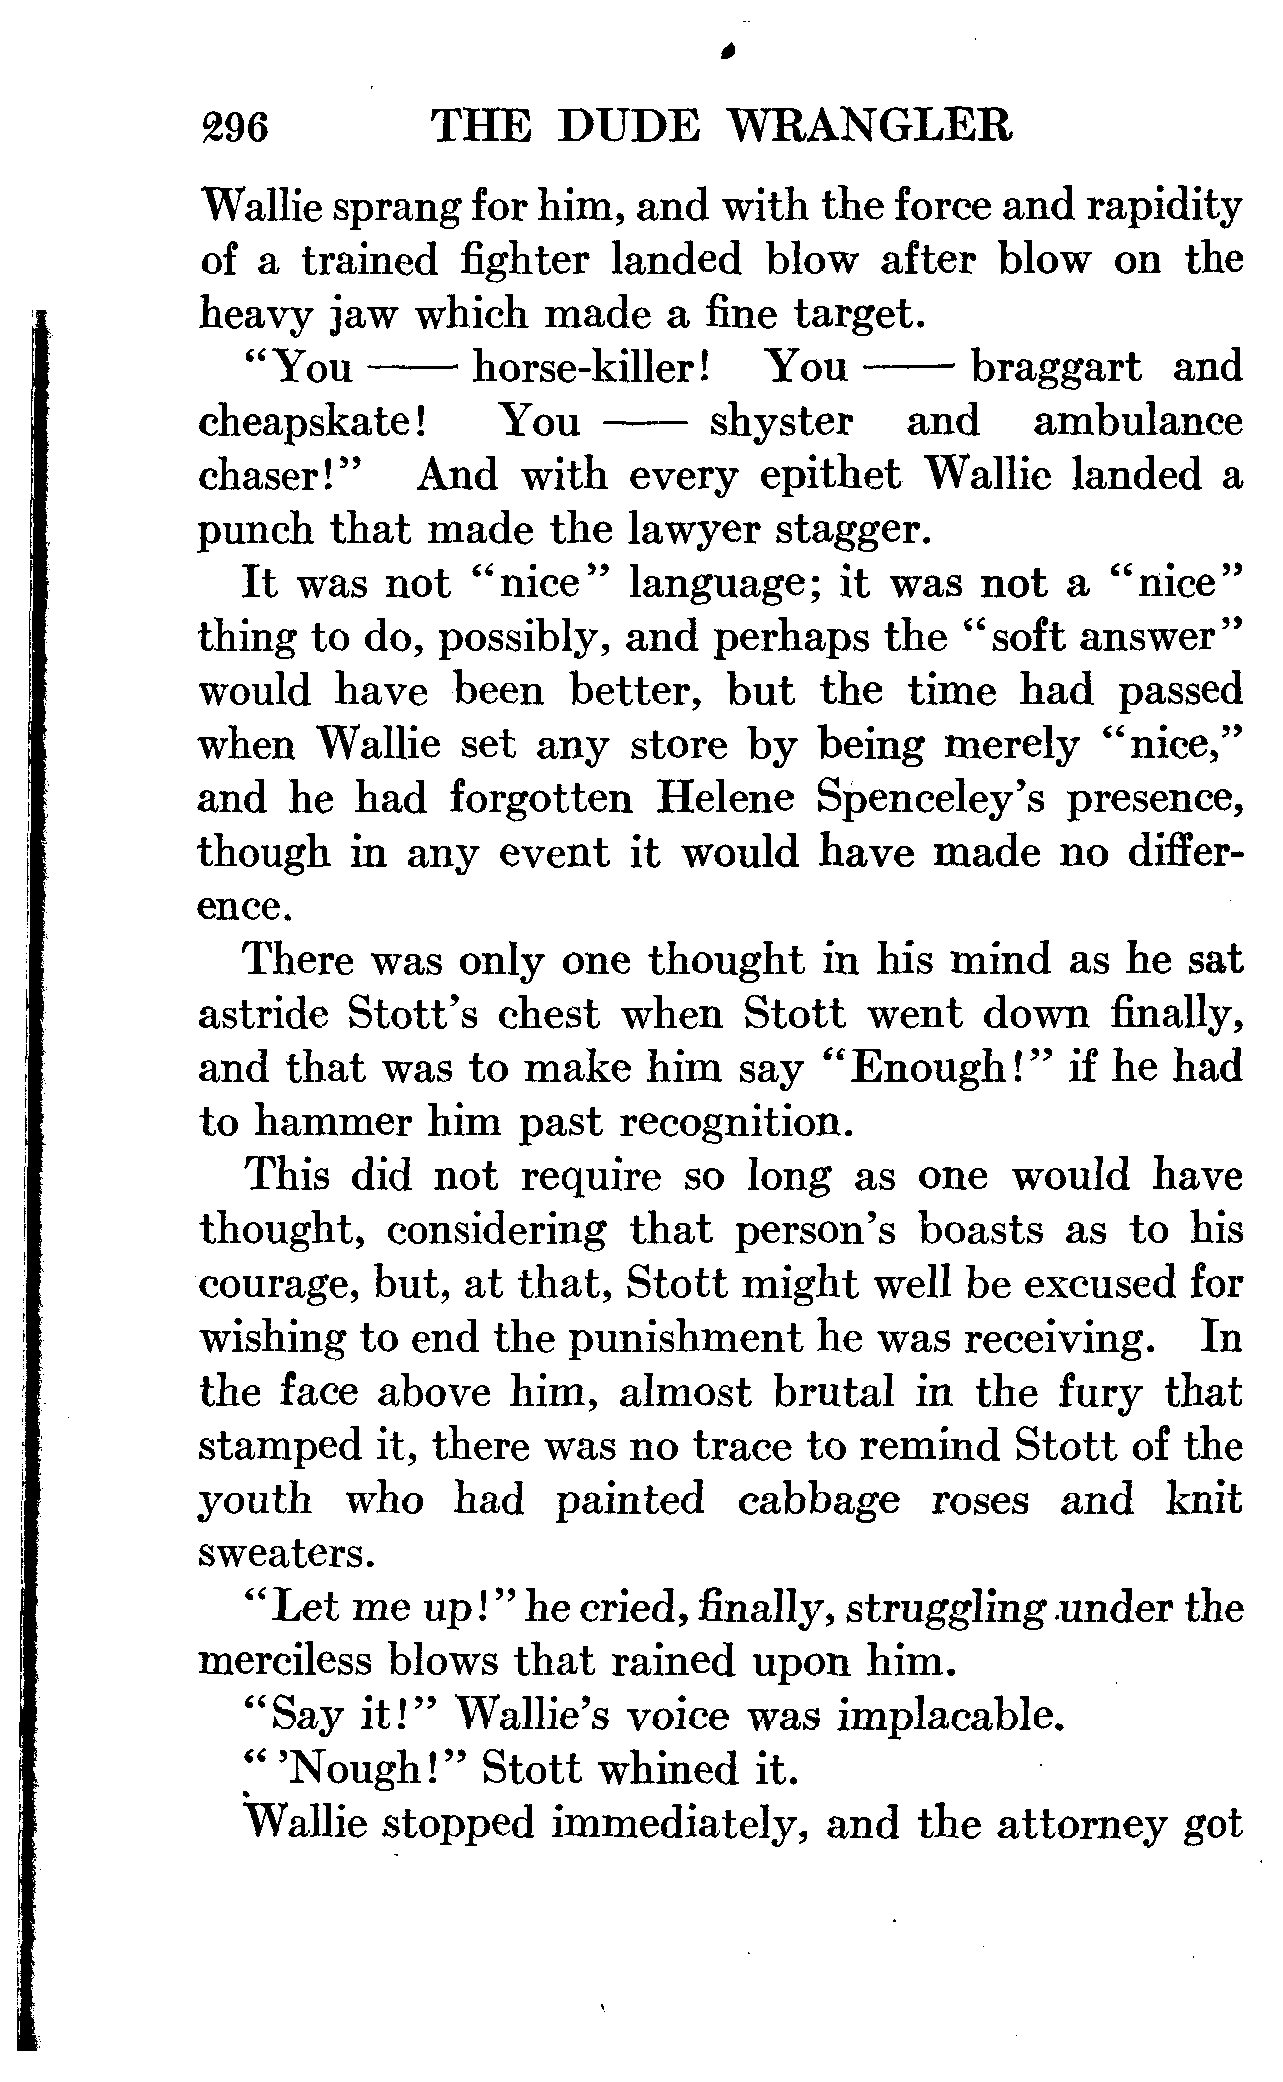 296 THE DUDE WRANGLER
Wallie sprang for him, and with the force and rapidity
of a trained fighter landed blow after blow on the
heavy jaw which made a fine target.
“You —— horse-killer! You —— braggart and
cheapskate! You —— shyster and ambulance
chaser!” And with every epithet Wallie landed a
punch that made the lawyer stagger.
It was not “nice” language; it was not a “nice”
thing to do, possibly, and perhaps the “soft answer”
would have been better, but the time had passed
when Wallie set any store by being merely “nice,”
and he had forgotten Helene Spenceley’s presence,
though in any event it would have made no differ-
ence.
There was only one thought in his mind as he sat
astride Stott’s chest when Stott went down finally,
and that was to make him say “Enough!” if he had
to hammer him past recognition.
This did not require so long as one would have
thought, considering that person’s boasts as to his
courage, but, at that, Stott might well be excused for
wishing to end the punishment he was receiving. In
the face above him, almost brutal in the fury that
stamped it, there was no trace to remind Stott of the
youth who had painted cabbage roses and knit
sweaters.
“Let me up!” he cried, finally, struggling under the
merciless blows that rained upon him.
“Say it!” Wallie’s voice was implacable.
“ ’Nough!” Stott whined it.
Wallie stopped immediately, and the attorney got